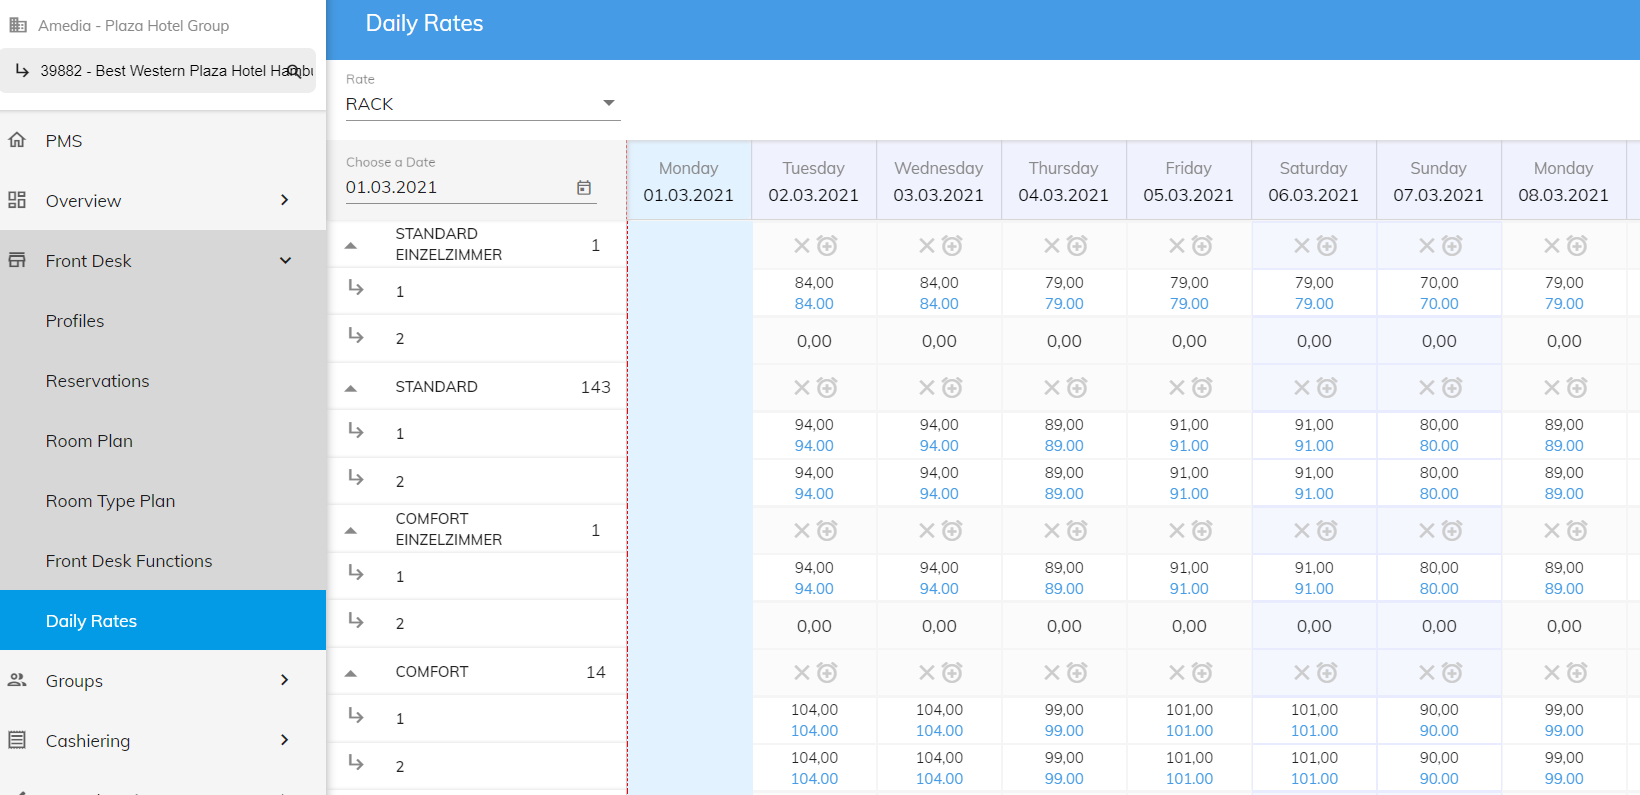 Amedia - Plaza Hotel Group
Daily Rates
39882 - Best Western Plaza Hotel
Rate
RACK
PMS
Overview
Front Desk
Profiles
Reservations
Room Plan
Room Type Plan
Front Desk Functions
Daily Rates
Groups
Cashiering
Choose a Date
01.03.2021
Monday Tuesday Wednesday Thursday Friday Saturday Sunday Monday
01.03.2021 02.03.2021 03.03.2021 04.03.2021 05.03.2021 06.03.2021 07.03.2021 08.03.2021
STANDARD
EINZELZIMMER 1
1 84,00 84,00 79,00 79,00 79,00 70,00 79,00
84.00 84.00 79.00 79.00 79.00 70.00 79.00
2 0,00 0,00 0,00 0,00 0,00 0,00 0,00
STANDARD 143
1 94,00 94,00 89,00 91,00 91,00 80,00 89,00
94.00 94.00 89.00 91.00 91.00 80.00 89.00
2 94,00 94,00 89,00 91,00 91,00 80,00 89,00
94.00 94.00 89.00 91.00 91.00 80.00 89.00
COMFORT
EINZELZIMMER 1
1 94,00 94,00 89,00 91,00 91,00 80,00 89,00
94.00 94.00 89.00 91.00 91.00 80.00 89.00
2 0,00 0,00 0,00 0,00 0,00 0,00 0,00
COMFORT 14
1 104,00 104,00 99,00 101,00 101,00 90,00 99,00
104.00 104.00 99.00 101.00 101.00 90.00 99.00
2 104,00 104,00 99,00 101,00 101,00 90,00 99,00
104.00 104.00 99.00 101.00 101.00 90.00 99.00